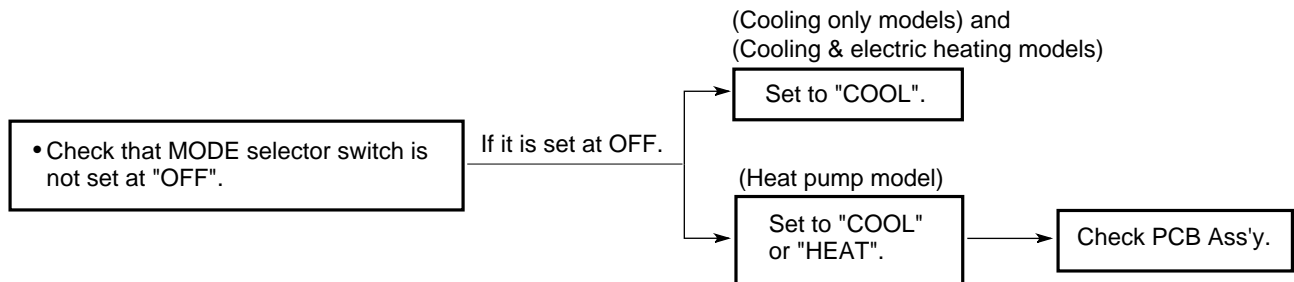 • Check that MODE selector switch is
not set at "OFF".
If it is set at OFF.
(Cooling only models) and
(Cooling & electric heating models)
Set to "COOL".
(Heat pump model)
Set to "COOL"
or "HEAT".
Check PCB Ass'y.